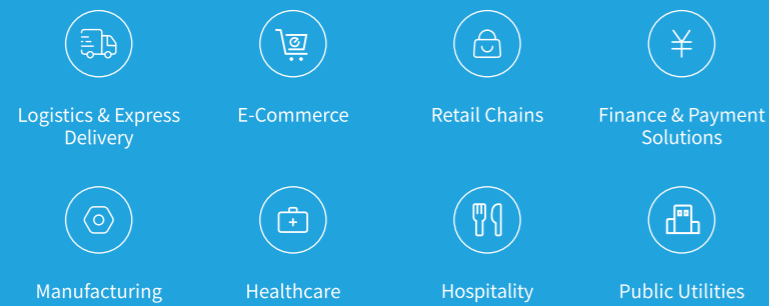 Logistics & Express
Delivery
E-Commerce
Retail Chains
Finance & Payment
Solutions
Manufacturing
Healthcare
Hospitality
Public Utilities